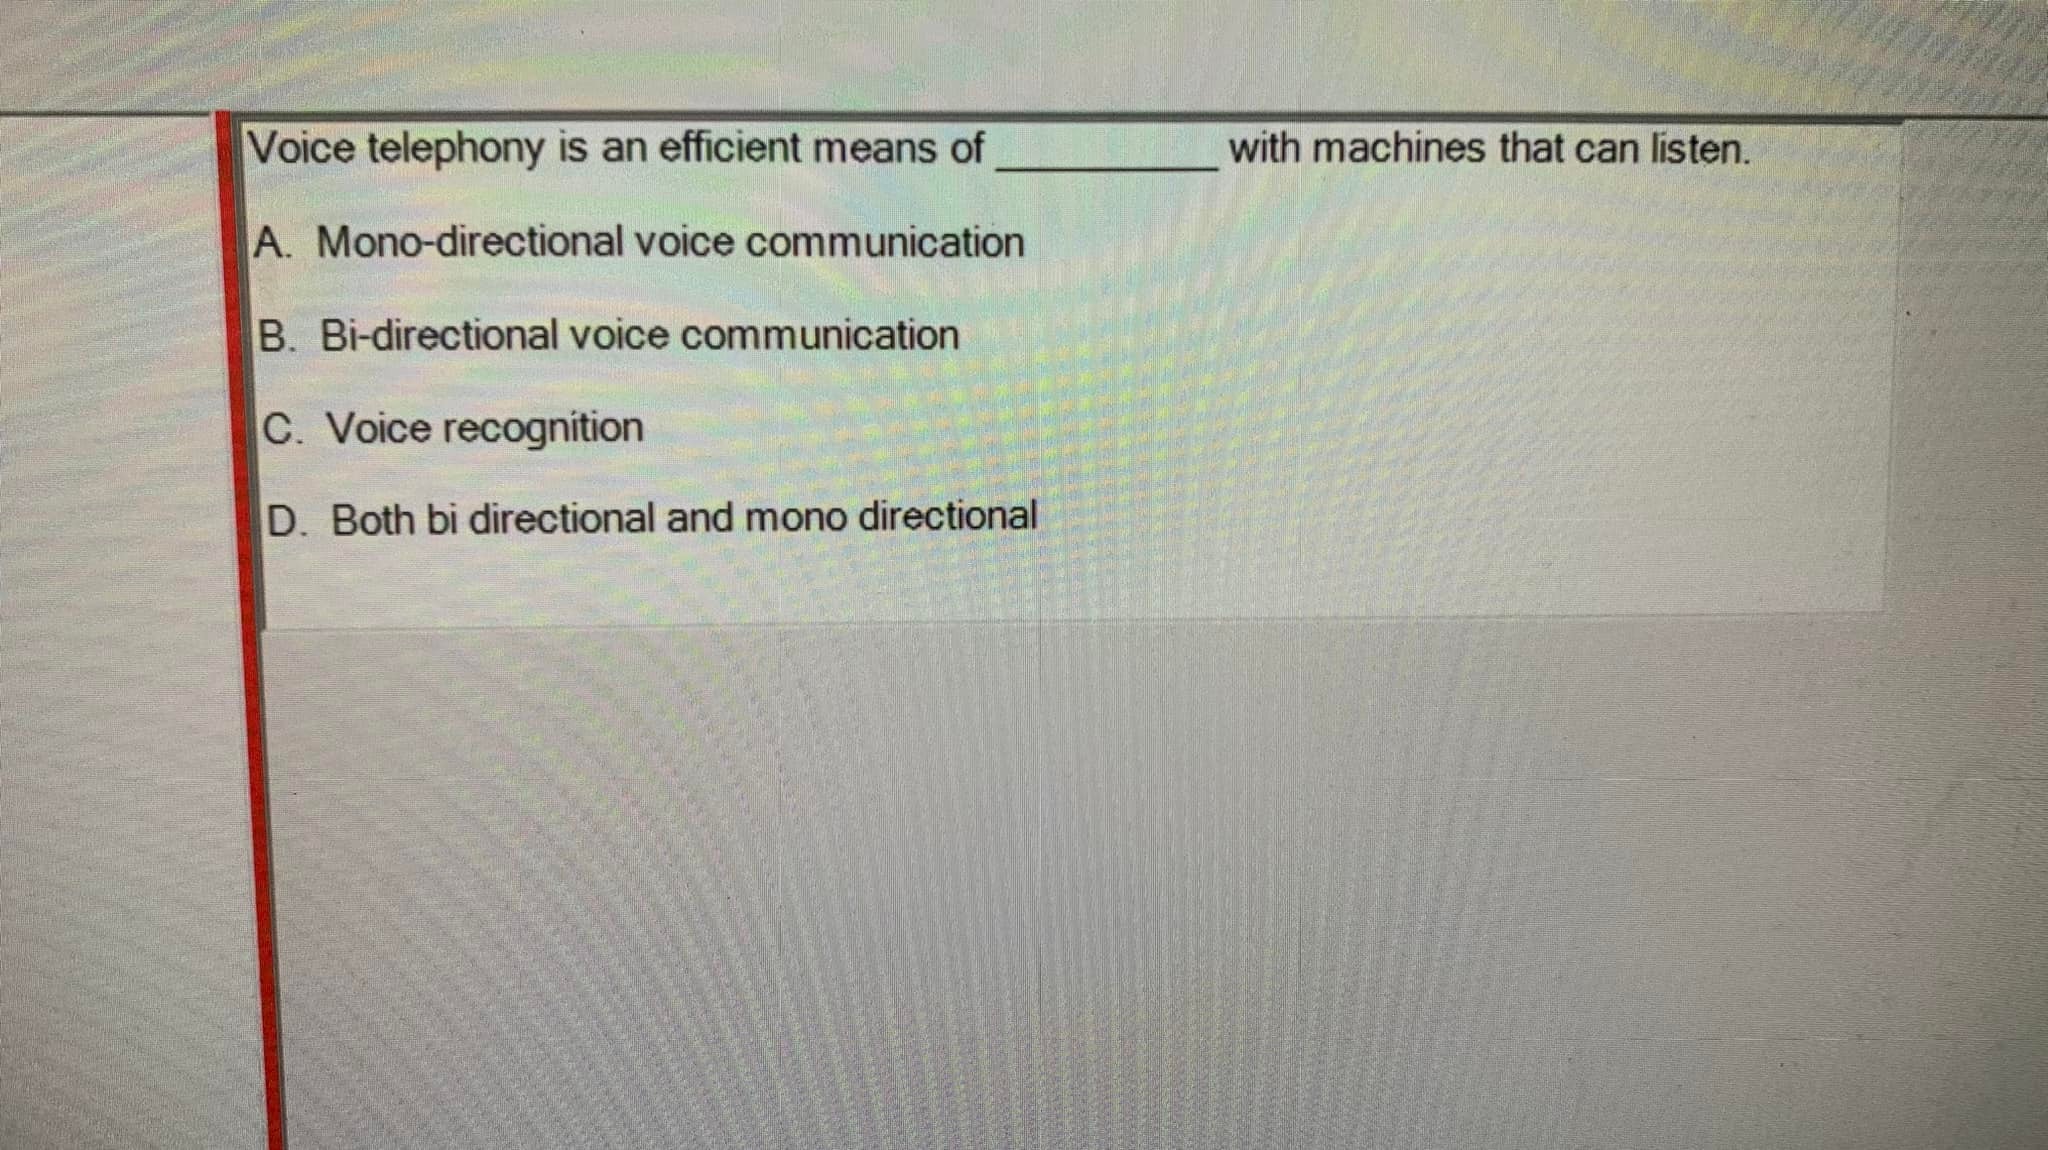 Voice telephony is an efficient means of __________ with machines that can listen.
A. Mono-directional voice communication
B. Bi-directional voice communication
C. Voice recognition
D. Both bi directional and mono directional